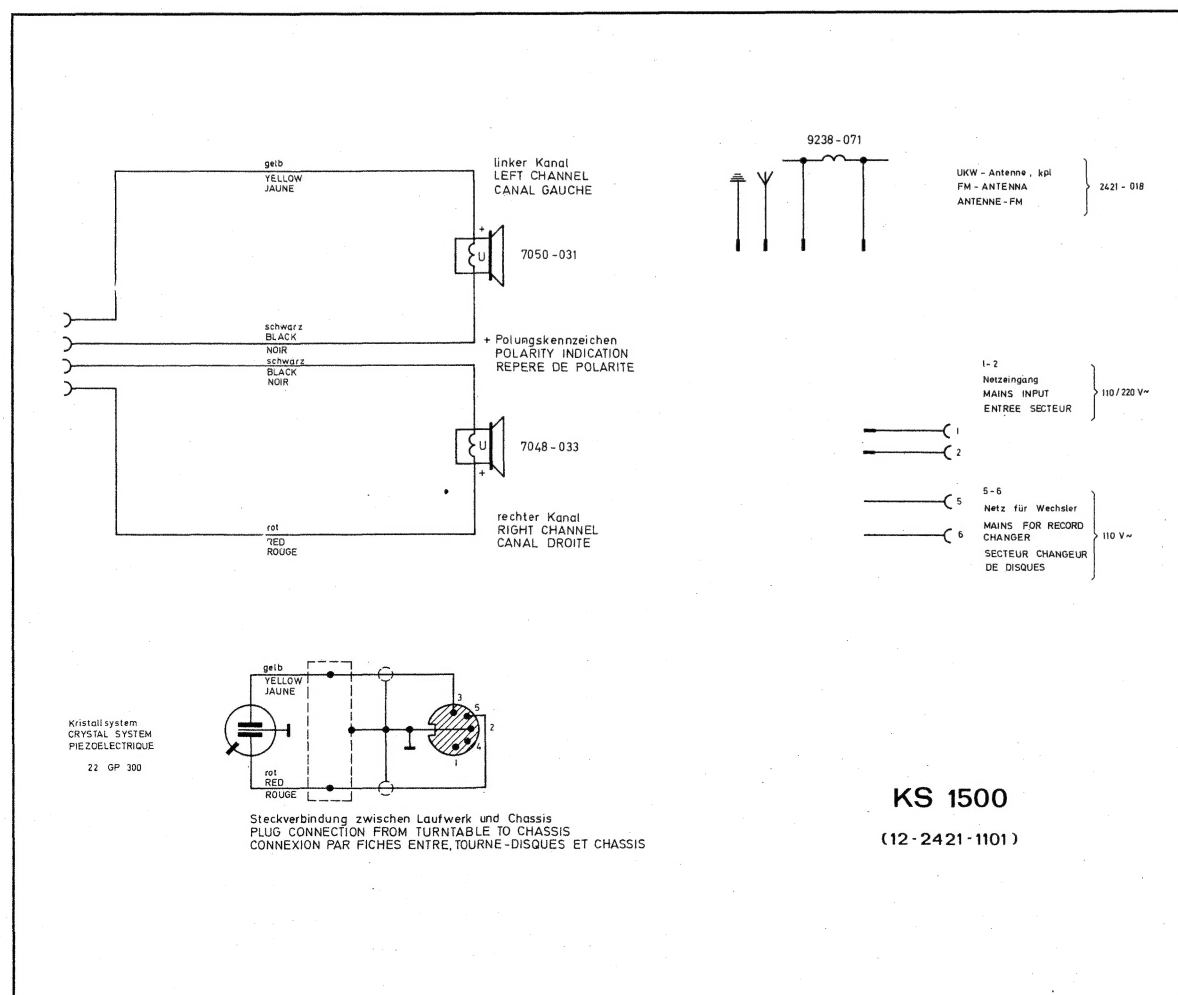 gelb
YELLOW
JAUNE
linker Kanal
LEFT CHANNEL
CANAL GAUCHE
+
U
7050-031
schwarz
BLACK
NOIR
+ Polungskennzeichen
POLARITY INDICATION
REPERE DE POLARITE
schwarz
BLACK
NOIR
U
7048-033
+
rot
RED
ROUGE
rechter Kanal
RIGHT CHANNEL
CANAL DROITE
9238-071
UKW - Antenne, kpl
FM - ANTENNA
ANTENNE-FM
2421 - 018
1-2
Netzeingang
MAINS INPUT
ENTREE SECTEUR
110/220 V~
1
2
5-6
Netz für Wechsler
MAINS FOR RECORD
CHANGER
SECTEUR CHANGEUR
DE DISQUES
110 V~
5
6
Kristallsystem
CRYSTAL SYSTEM
PIEZOELECTRIQUE
22 GP 300
gelb
YELLOW
JAUNE
rot
RED
ROUGE
3
5
2
4
1
Steckverbindung zwischen Laufwerk und Chassis
PLUG CONNECTION FROM TURNTABLE TO CHASSIS
CONNEXION PAR FICHES ENTRE, TOURNE-DISQUES ET CHASSIS
KS 1500
(12-2421-1101)